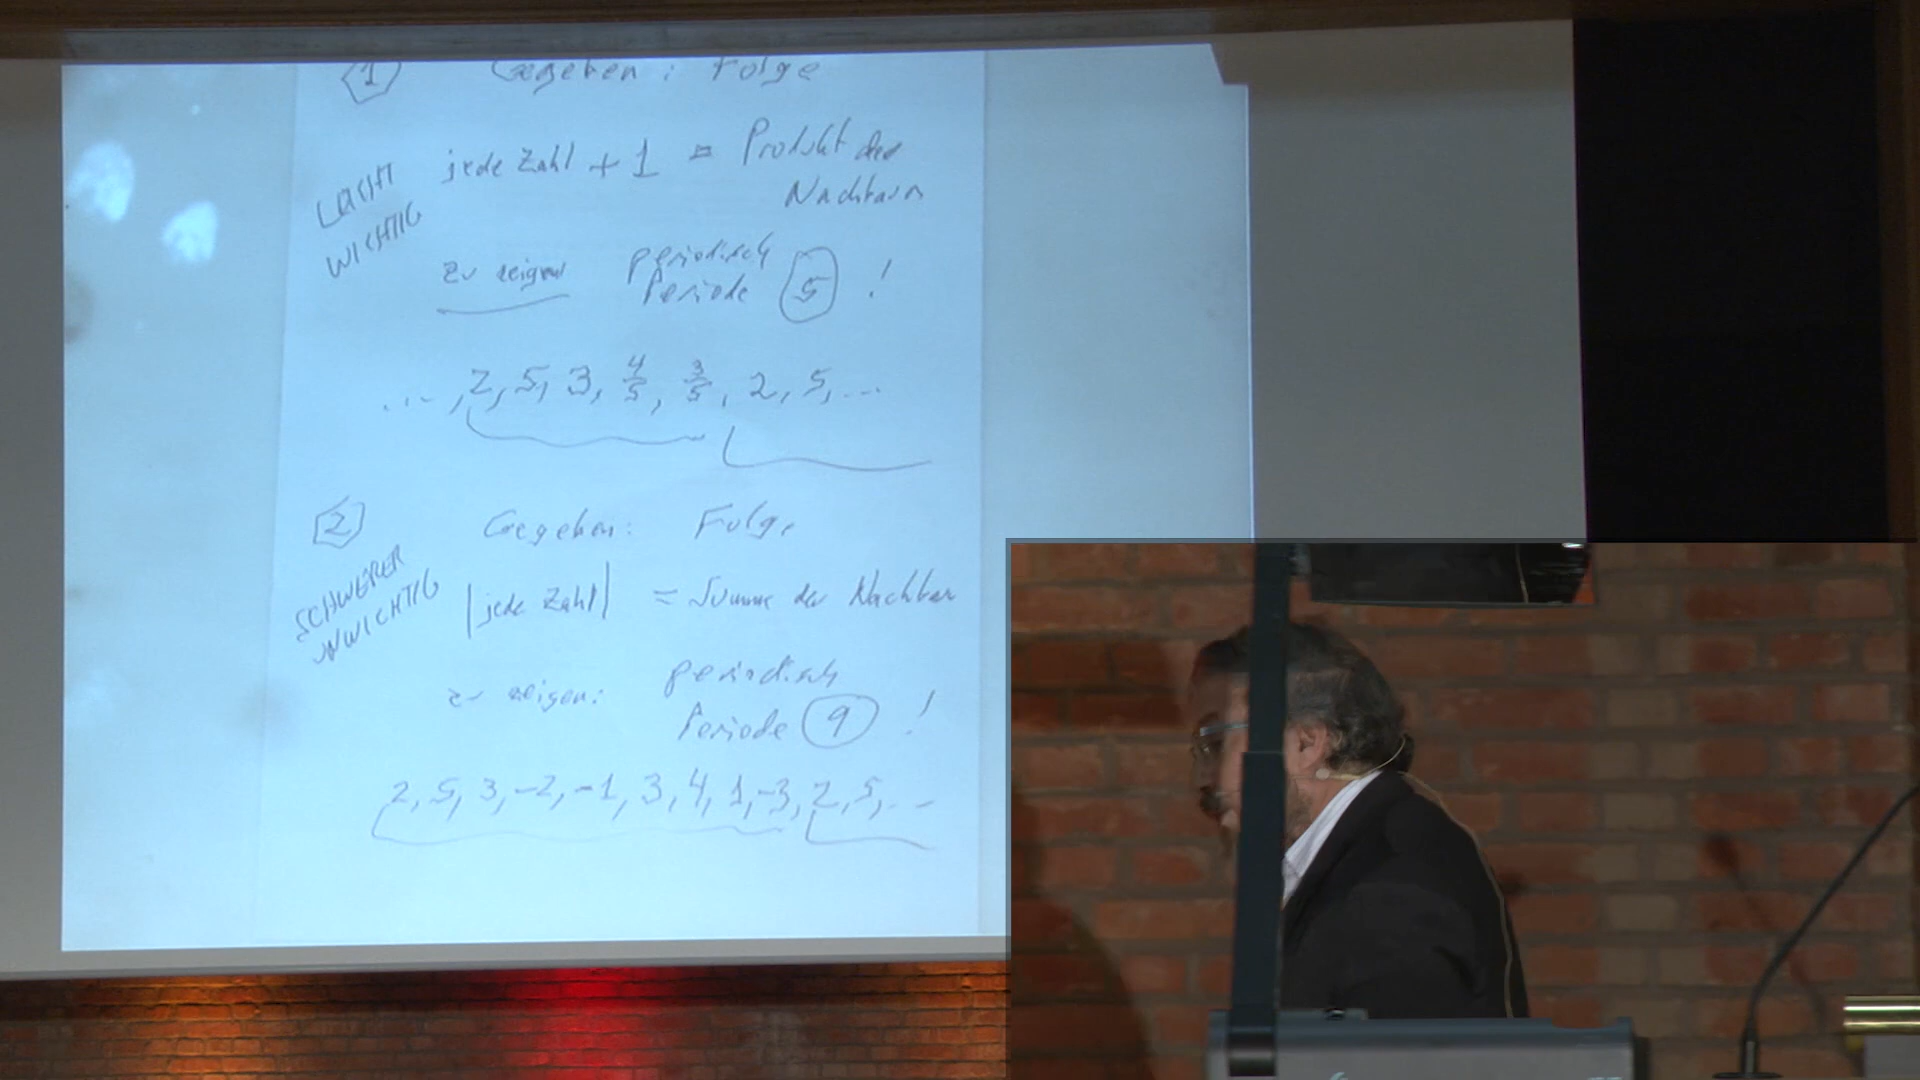 1 Gegeben: Folge
LEICHT
WICHTIG
jede Zahl + 1 = Produkt der
Nachbarn
zu zeigen periodisch
Periode 5 !
..., 2, 5, 3, 4/5, 3/5, 2, 5, ...
2 Gegeben: Folge
SCHWERER
UNWICHTIG
|jede Zahl| = Summe der Nachbarn
zu zeigen: periodisch
Periode 9 !
2, 5, 3, -2, -1, 3, 4, 1, -3, 2, 5, ...